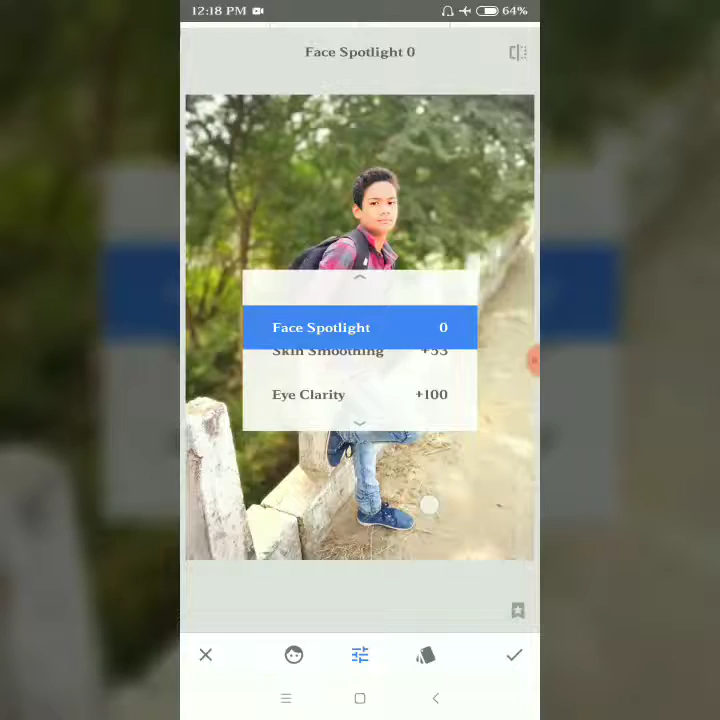 12:18 PM 64%
Face Spotlight 0
Face Spotlight 0
Skin Smoothing +53
Eye Clarity +100